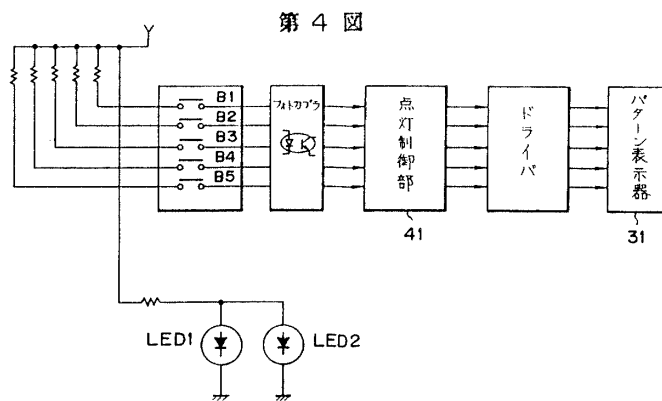 第 4 図
Y
B1
B2
B3
B4
B5
フォトカプラ
点灯制御部
41
ドライバ
パターン表示器
31
LED1
LED2